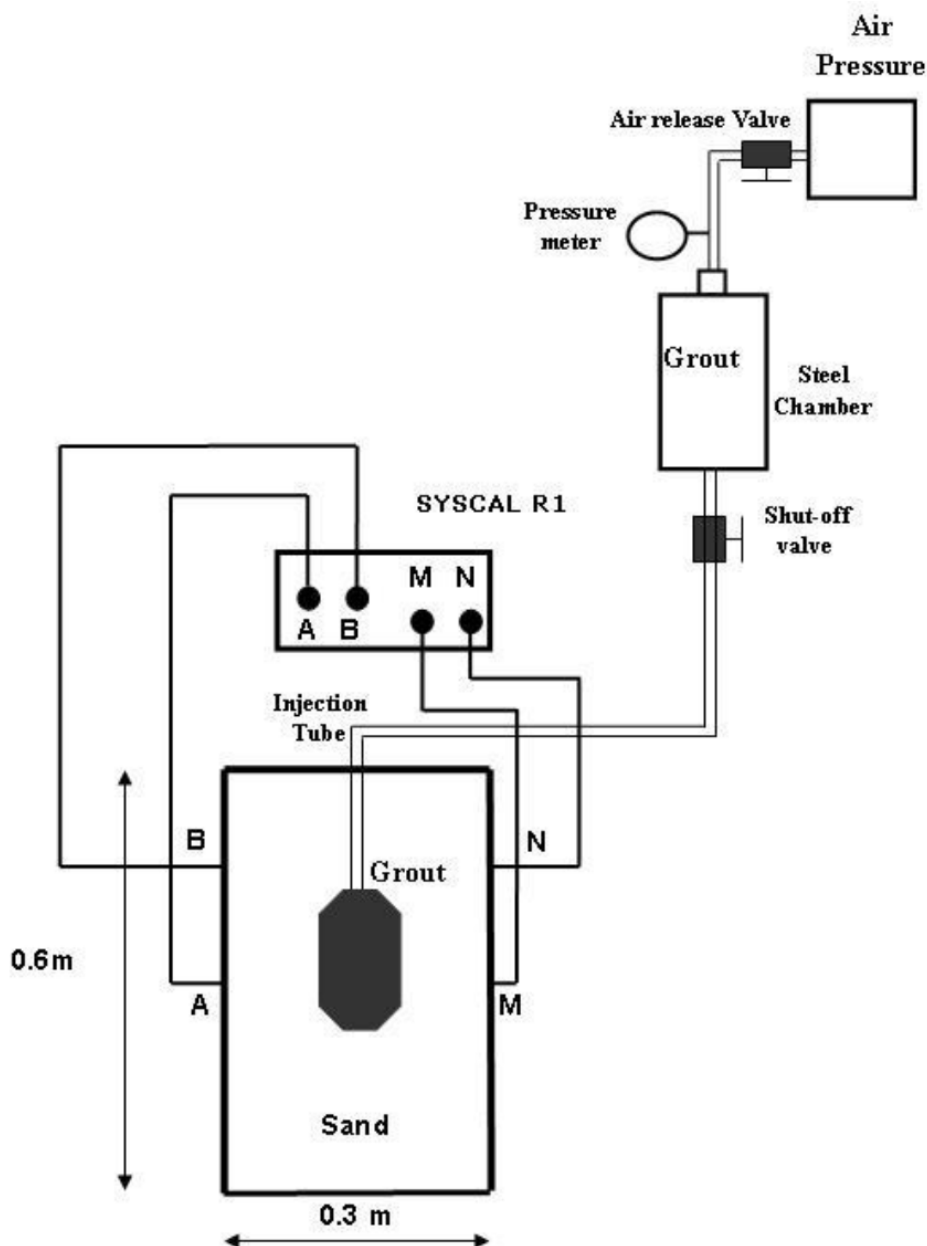 Air
Pressure
Air release Valve
Pressure
meter
Grout
Steel
Chamber
SYSCAL R1
Shut-off
valve
M N
A B
Injection
Tube
B
N
Grout
0.6m
A
M
Sand
0.3 m